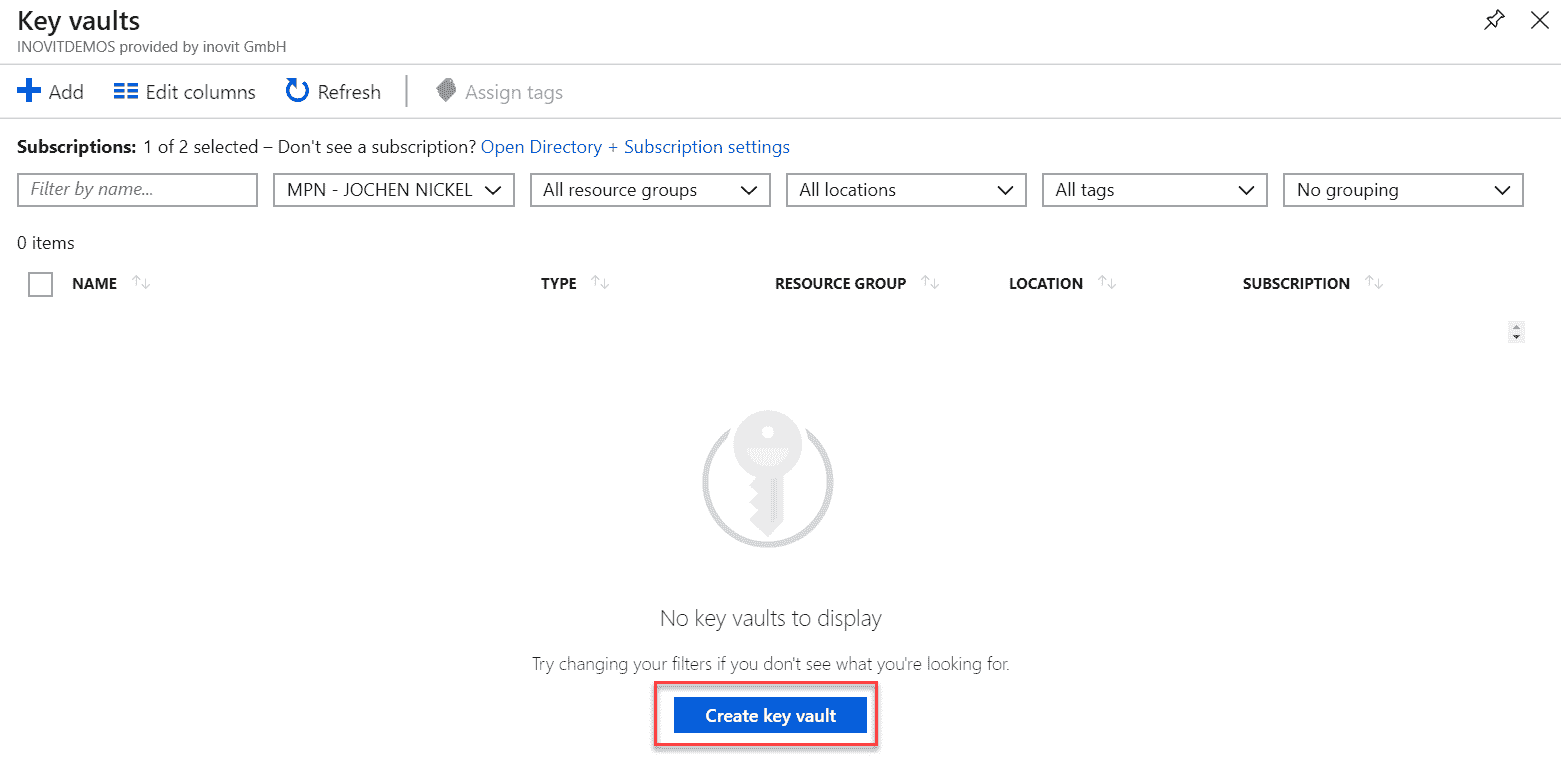 Key vaults
INOVITDEMOS provided by inovit GmbH
Add Edit columns Refresh Assign tags
Subscriptions: 1 of 2 selected – Don't see a subscription? Open Directory + Subscription settings
Filter by name... MPN - JOCHEN NICKEL All resource groups All locations All tags No grouping
0 items
NAME TYPE RESOURCE GROUP LOCATION SUBSCRIPTION
No key vaults to display
Try changing your filters if you don't see what you're looking for.
Create key vault